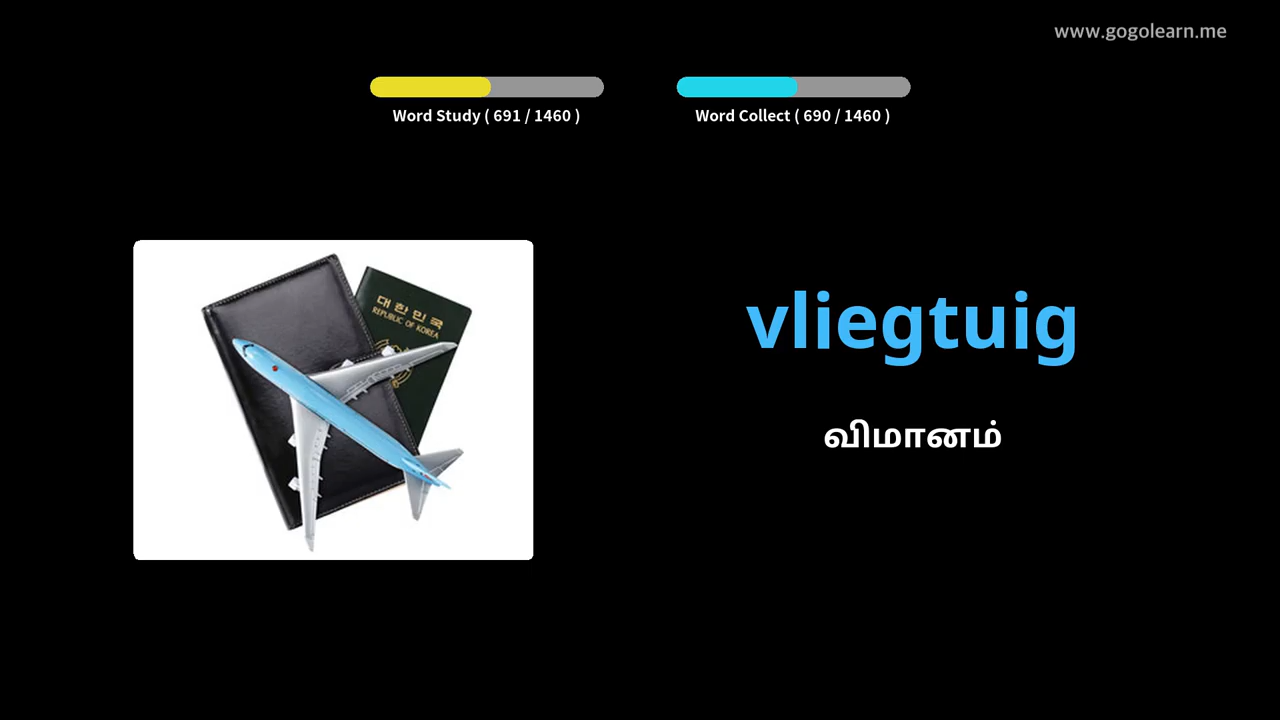 www.gogolearn.me
Word Study ( 691 / 1460 )
Word Collect ( 690 / 1460 )
대한민국
REPUBLIC OF KOREA
vliegtuig
விமானம்